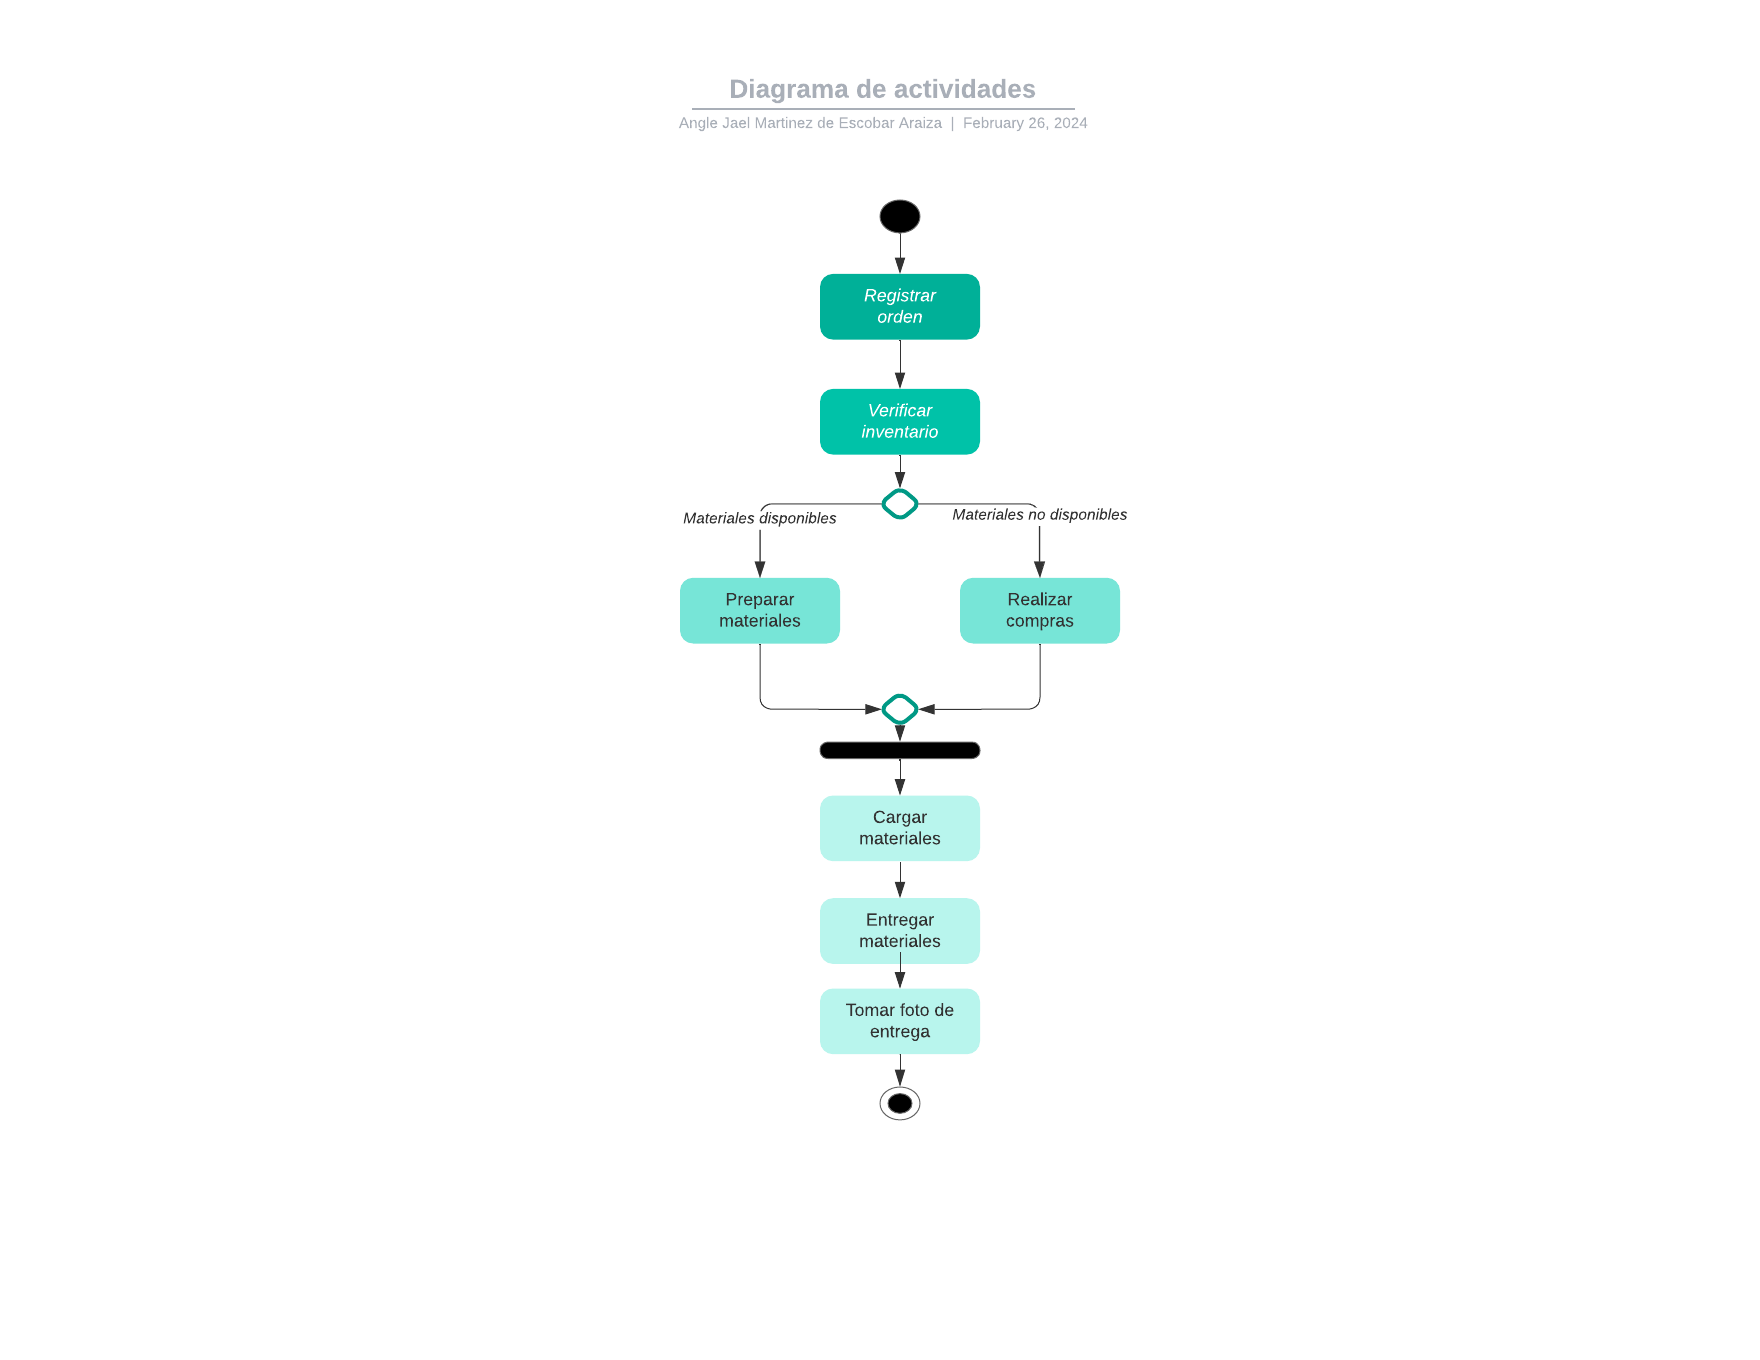 Diagrama de actividades
Angle Jael Martinez de Escobar Araiza | February 26, 2024
Registrar
orden
Verificar
inventario
Materiales disponibles
Materiales no disponibles
Preparar
materiales
Realizar
compras
Cargar
materiales
Entregar
materiales
Tomar foto de
entrega